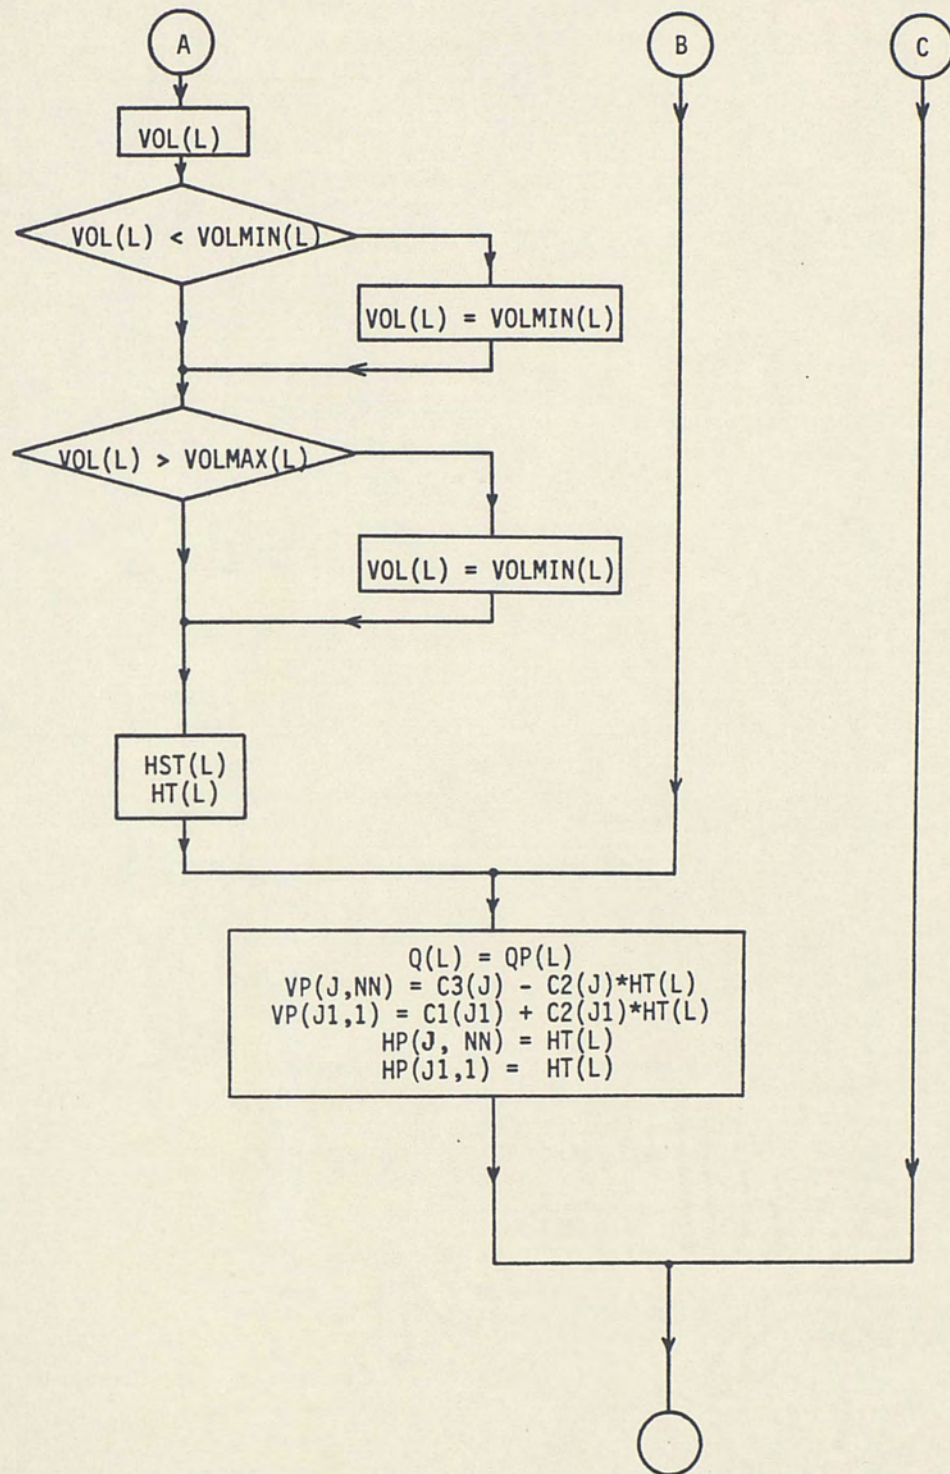 A
B
C
VOL(L)
VOL(L) < VOLMIN(L)
VOL(L) = VOLMIN(L)
VOL(L) > VOLMAX(L)
VOL(L) = VOLMIN(L)
HST(L)
HT(L)
Q(L) = QP(L)
VP(J,NN) = C3(J) - C2(J)*HT(L)
VP(J1,1) = C1(J1) + C2(J1)*HT(L)
HP(J, NN) = HT(L)
HP(J1,1) = HT(L)